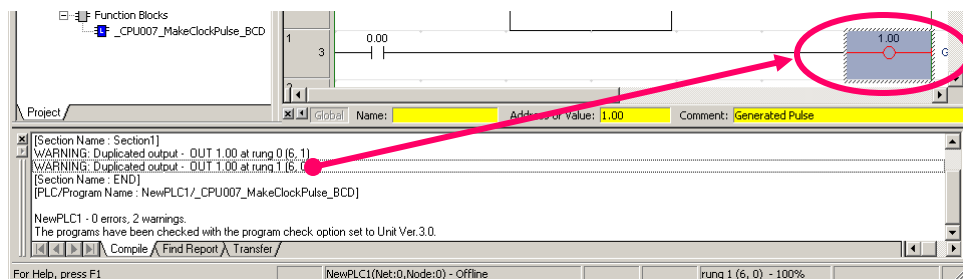 Function Blocks
_CPU007_MakeClockPulse_BCD
1
3
0.00
1.00
G
2
Project
Global Name: Address or Value: 1.00 Comment: Generated Pulse
[Section Name : Section1]
WARNING: Duplicated output - OUT 1.00 at rung 0 (6, 1)
WARNING: Duplicated output - OUT 1.00 at rung 1 (6, 0
[Section Name : END]
[PLC/Program Name : NewPLC1/_CPU007_MakeClockPulse_BCD]
NewPLC1 - 0 errors, 2 warnings.
The programs have been checked with the program check option set to Unit Ver.3.0.
Compile Find Report Transfer
For Help, press F1 NewPLC1(Net:0,Node:0) - Offline rung 1 (6, 0) - 100%